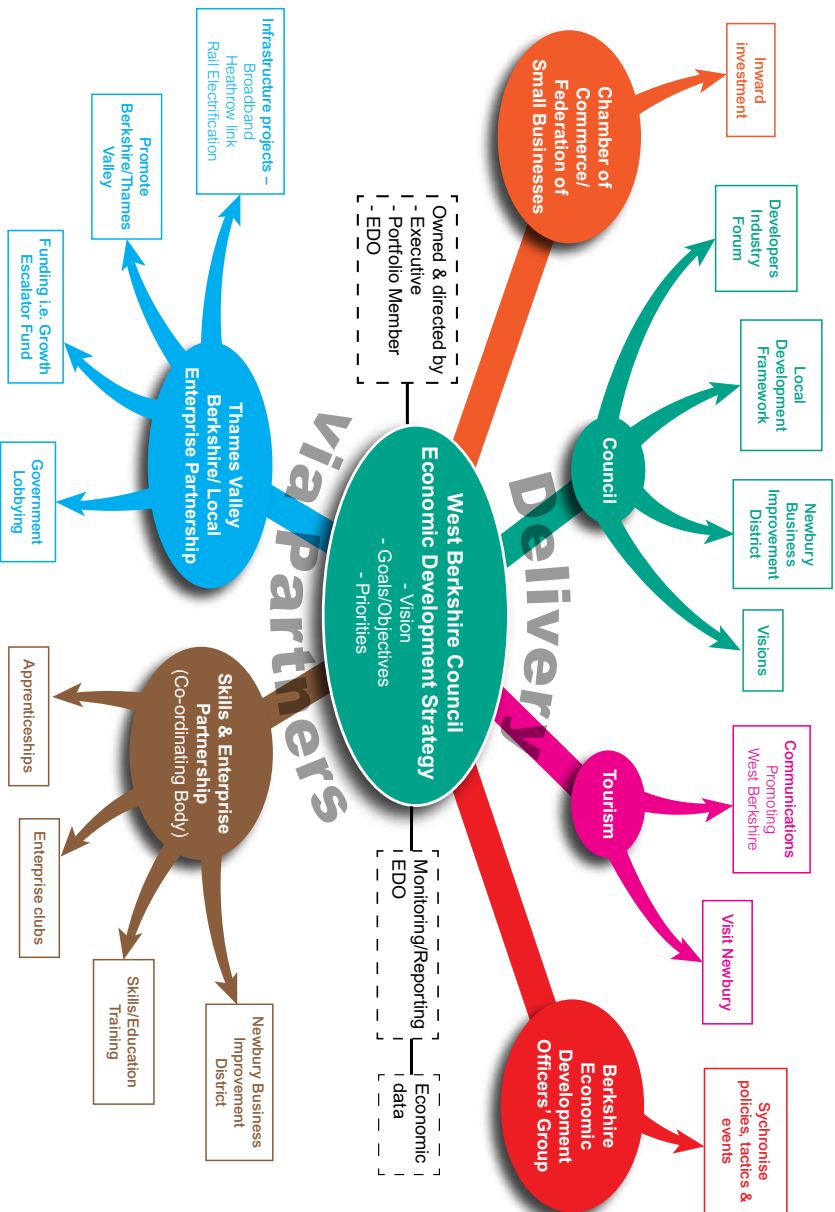 Inward
investment
Chamber of
Commerce/
Federation of
Small Businesses
Developers
Industry
Forum
Local
Development
Framework
Newbury
Business
Improvement
District
Visions
Council
Communications
Promoting
West Berkshire
Visit Newbury
Tourism
Sychronise
policies, tactics &
events
Berkshire
Economic
Development
Officers' Group
Delivery
Owned & directed by
- Executive
- Portfolio Member
- EDO
West Berkshire Council
Economic Development Strategy
- Vision
- Goals/Objectives
- Priorities
Monitoring/Reporting
EDO
Economic
data
via Partners
Infrastructure projects –
Broadband
Heathrow link
Rail Electrification
Promote
Berkshire/Thames
Valley
Funding i.e. Growth
Escalator Fund
Government
Lobbying
Thames Valley
Berkshire/ Local
Enterprise Partnership
Skills & Enterprise
Partnership
(Co-ordinating Body)
Apprenticeships
Enterprise clubs
Skills/Education
Training
Newbury Business
Improvement
District